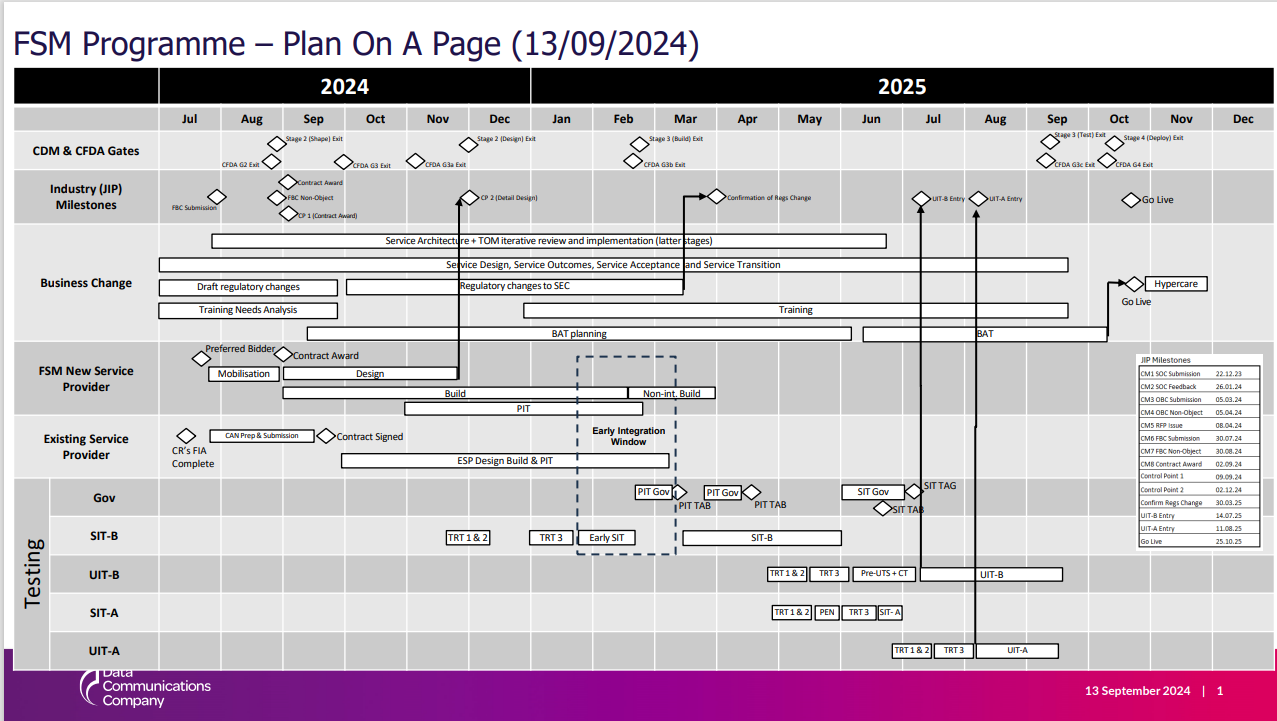 FSM Programme – Plan On A Page (13/09/2024)
2024
2025
Jul
Aug
Sep
Oct
Nov
Dec
Jan
Feb
Mar
Apr
May
Jun
Jul
Aug
Sep
Oct
Nov
Dec
CDM & CFDA Gates
Stage 2 (Shape) Exit
Stage 2 (Design) Exit
Stage 3 (Build) Exit
Stage 3 (Test) Exit
Stage 4 (Deploy) Exit
CFDA G2 Exit
CFDA G3 Exit
CFDA G3a Exit
CFDA G3b Exit
CFDA G3c Exit
CFDA G4 Exit
Industry (JIP)
Milestones
FBC Submission
Contract Award
FBC Non-Object
CP 1 (Contract Award)
CP 2 (Detail Design)
Confirmation of Regs Change
UIT-B Entry
UIT-A Entry
Go Live
Business Change
Service Architecture + TOM iterative review and implementation (latter stages)
Service Design, Service Outcomes, Service Acceptance and Service Transition
Draft regulatory changes
Regulatory changes to SEC
Training Needs Analysis
Training
BAT planning
BAT
Go Live
Hypercare
FSM New Service
Provider
Preferred Bidder
Contract Award
Mobilisation
Design
Build
Non-int. Build
PIT
Early Integration
Window
Existing Service
Provider
CR's FIA
Complete
CAN Prep & Submission
Contract Signed
ESP Design Build & PIT
Testing
Gov
PIT Gov
PIT TAB
PIT Gov
PIT TAB
SIT Gov
SIT TAG
SIT TAB
SIT-B
TRT 1 & 2
TRT 3
Early SIT
SIT-B
UIT-B
TRT 1 & 2
TRT 3
Pre-UTS + CT
UIT-B
SIT-A
TRT 1 & 2
PEN
TRT 3
SIT- A
UIT-A
TRT 1 & 2
TRT 3
UIT-A
JIP Milestones
CM1 SOC Submission 22.12.23
CM2 SOC Feedback 26.01.24
CM3 OBC Submission 05.03.24
CM4 OBC Non-Object 05.04.24
CM5 RFP Issue 08.04.24
CM6 FBC Submission 30.07.24
CM7 FBC Non-Object 30.08.24
CM8 Contract Award 02.09.24
Control Point 1 09.09.24
Control Point 2 02.12.24
Confirm Regs Change 30.03.25
UIT-B Entry 14.07.25
UIT-A Entry 11.08.25
Go Live 25.10.25
Data
Communications
Company
13 September 2024 | 1